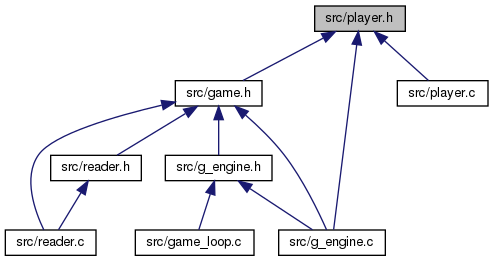 src/player.h
src/game.h
src/player.c
src/reader.h
src/g_engine.h
src/reader.c
src/game_loop.c
src/g_engine.c